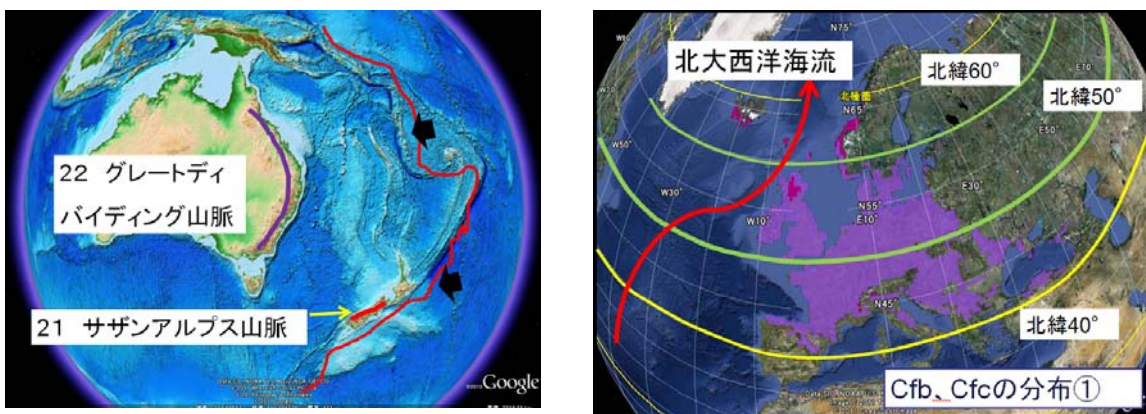 22 グレートディ
バイディング山脈
21 サザンアルプス山脈
Google
北大西洋海流
北緯60°
北緯50°
北緯40°
北極圏
N75°
N65°
N55°
N45°
W50°
W30°
W10°
E10°
E30°
E50°
E70°
Cfb、Cfcの分布①